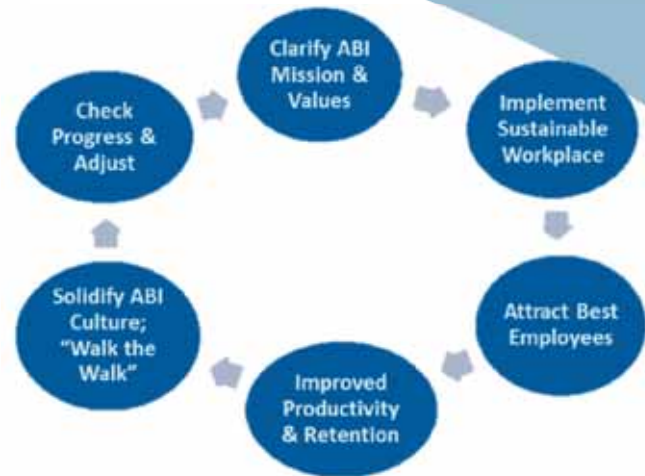 Clarify ABI
Mission &
Values
Implement
Sustainable
Workplace
Attract Best
Employees
Improved
Productivity
& Retention
Solidify ABI
Culture;
"Walk the
Walk"
Check
Progress &
Adjust